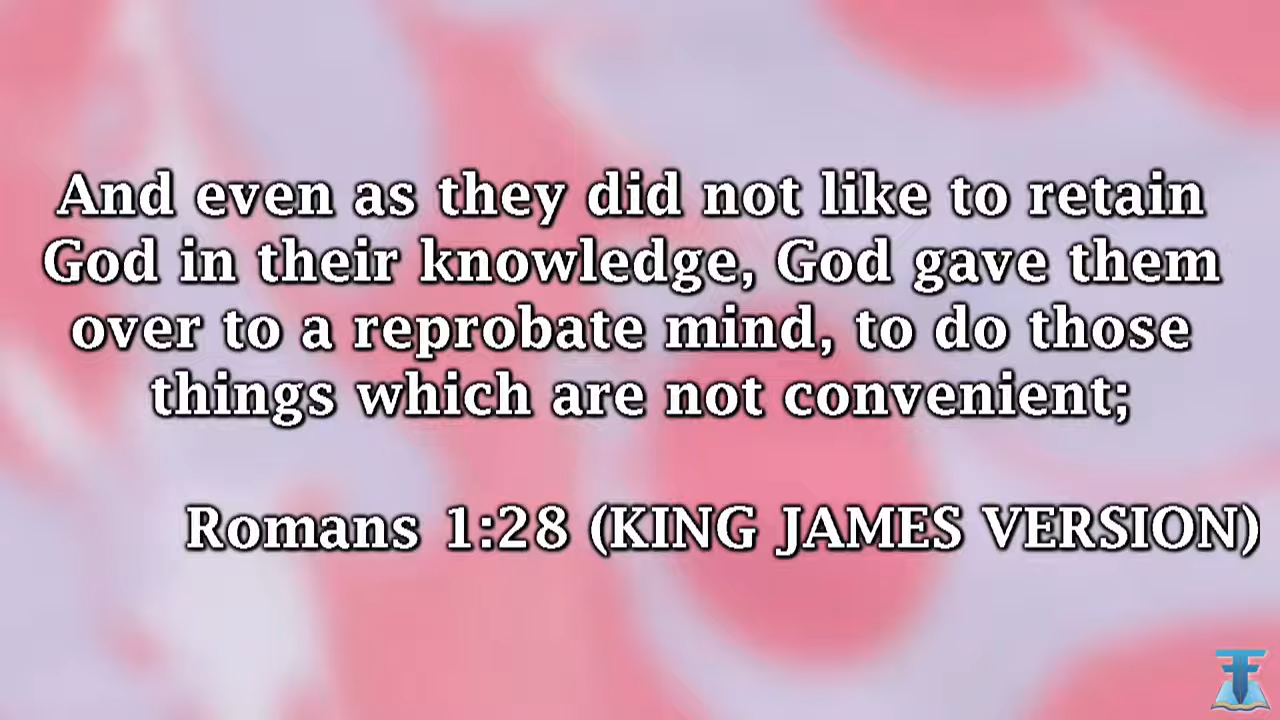 And even as they did not like to retain
God in their knowledge, God gave them
over to a reprobate mind, to do those
things which are not convenient;
Romans 1:28 (KING JAMES VERSION)